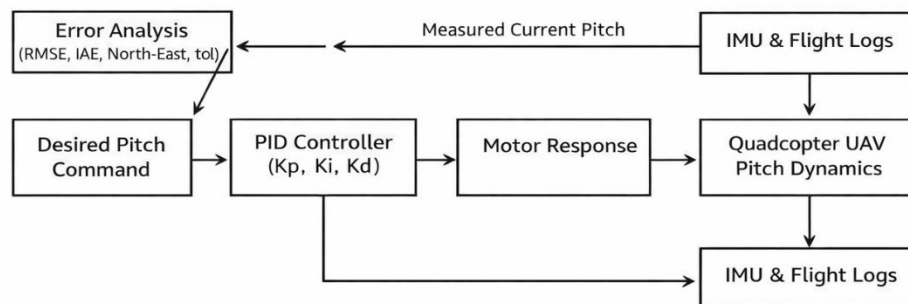 Error Analysis
(RMSE, IAE, North-East, tol)
Measured Current Pitch
IMU & Flight Logs
Desired Pitch
Command
PID Controller
(Kp, Ki, Kd)
Motor Response
Quadcopter UAV
Pitch Dynamics
IMU & Flight Logs